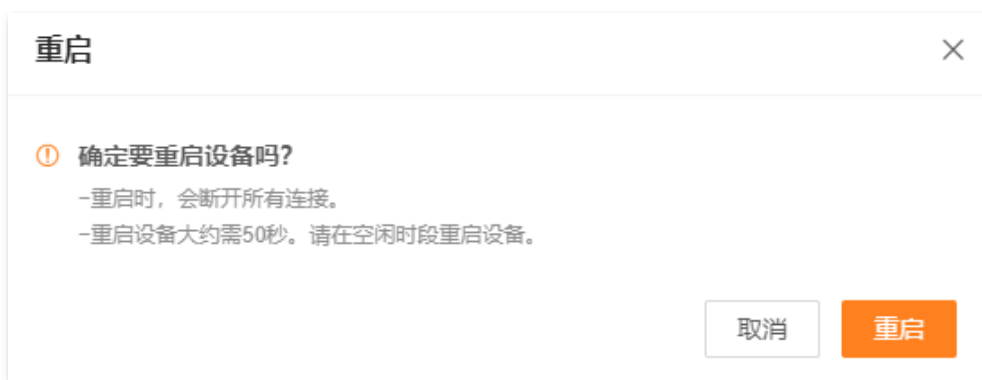 重启
确定要重启设备吗?
-重启时，会断开所有连接。
-重启设备大约需50秒。请在空闲时段重启设备。
取消
重启